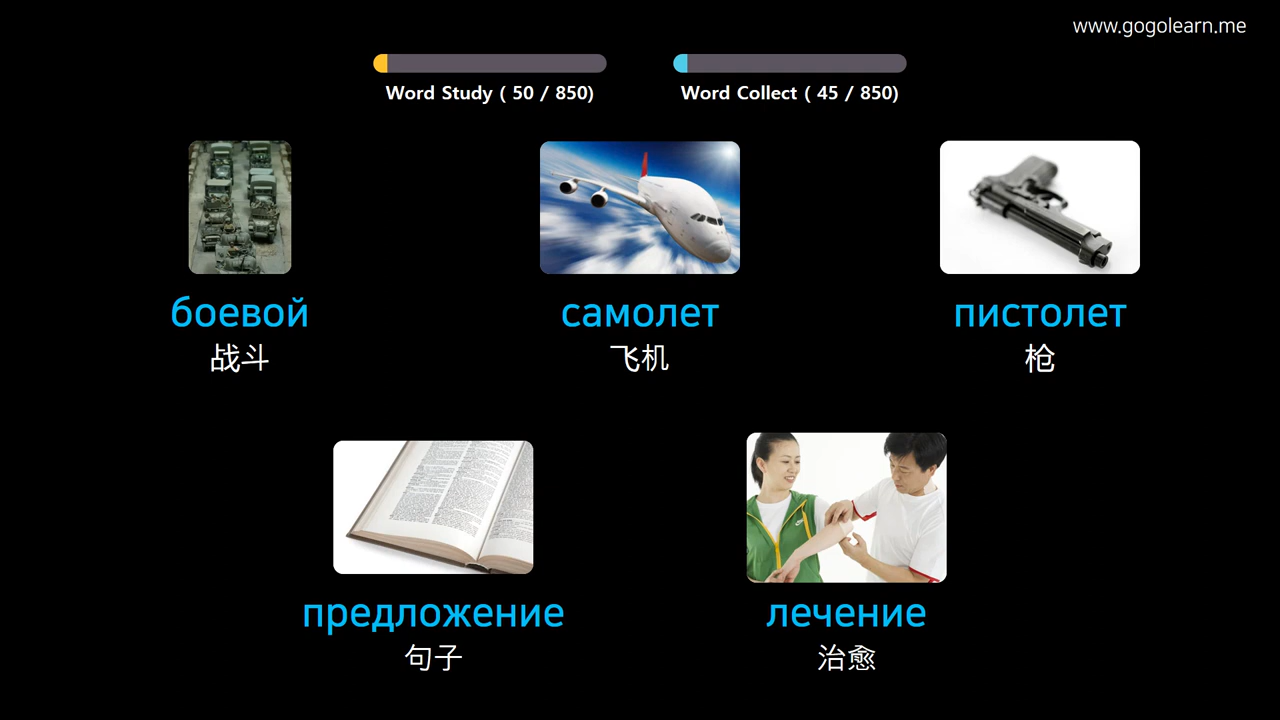 www.gogolearn.me
Word Study ( 50 / 850)
Word Collect ( 45 / 850)
боевой
战斗
самолет
飞机
пистолет
枪
предложение
句子
лечение
治愈